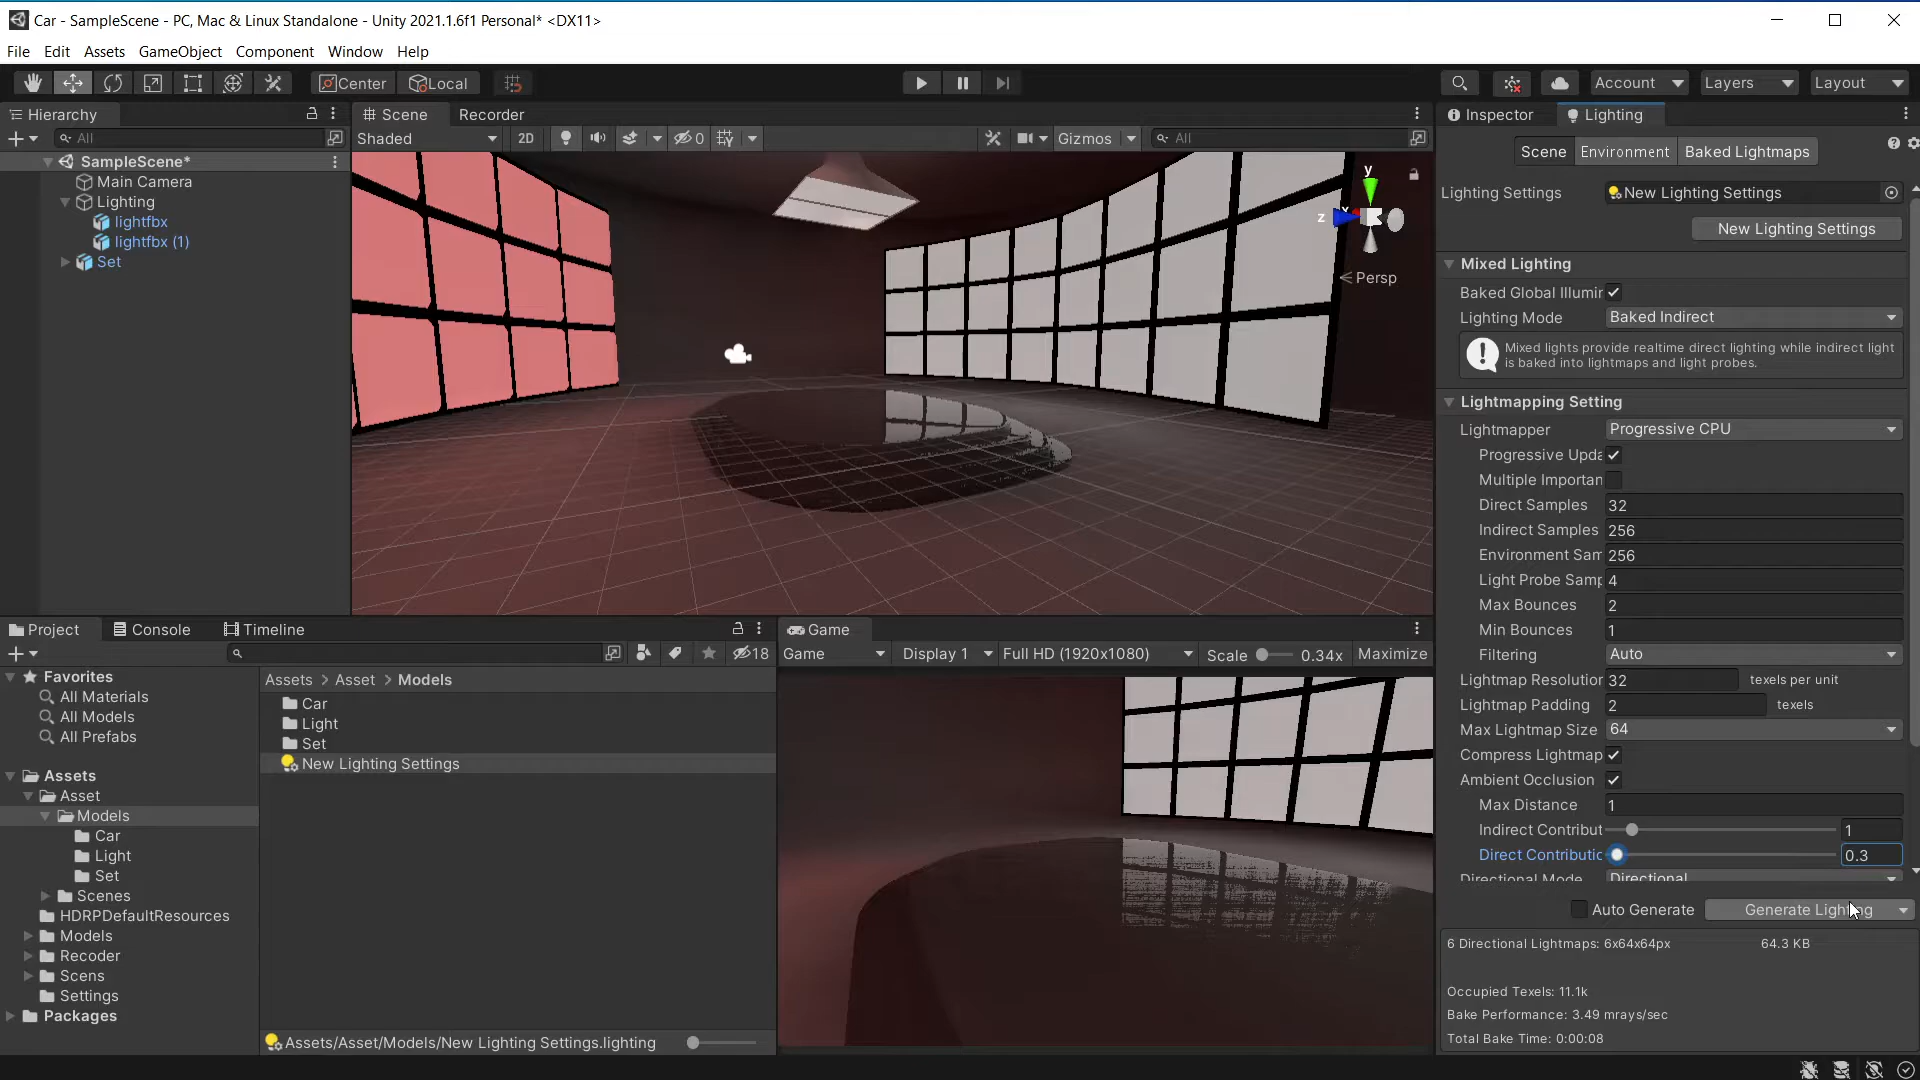 Car - SampleScene - PC, Mac & Linux Standalone - Unity 2021.1.6f1 Personal* <DX11>
File Edit Assets GameObject Component Window Help
Center Local Account Layers Layout
Hierarchy
All
SampleScene*
Main Camera
Lighting
lightfbx
lightfbx (1)
Set
Scene Recorder
Shaded 2D 0 Gizmos All
y
z x
Persp
Inspector Lighting
Scene Environment Baked Lightmaps
Lighting Settings New Lighting Settings
New Lighting Settings
Mixed Lighting
Baked Global Illumir
Lighting Mode Baked Indirect
Mixed lights provide realtime direct lighting while indirect light
is baked into lightmaps and light probes.
Lightmapping Setting
Lightmapper Progressive CPU
Progressive Upda
Multiple Importan
Direct Samples 32
Indirect Samples 256
Environment Sam 256
Light Probe Samp 4
Max Bounces 2
Min Bounces 1
Filtering Auto
Lightmap Resolution 32 texels per unit
Lightmap Padding 2 texels
Max Lightmap Size 64
Compress Lightmap
Ambient Occlusion
Max Distance 1
Indirect Contribut 1
Direct Contributic 0.3
Directional Mode Directional
Auto Generate Generate Lighting
6 Directional Lightmaps: 6x64x64px 64.3 KB
Occupied Texels: 11.1k
Bake Performance: 3.49 mrays/sec
Total Bake Time: 0:00:08
Project Console Timeline
18
Favorites
All Materials
All Models
All Prefabs
Assets
Asset
Models
Car
Light
Set
Scenes
HDRPDefaultResources
Models
Recoder
Scens
Settings
Packages
Assets > Asset > Models
Car
Light
Set
New Lighting Settings
Assets/Asset/Models/New Lighting Settings.lighting
Game
Game Display 1 Full HD (1920x1080) Scale 0.34x Maximize